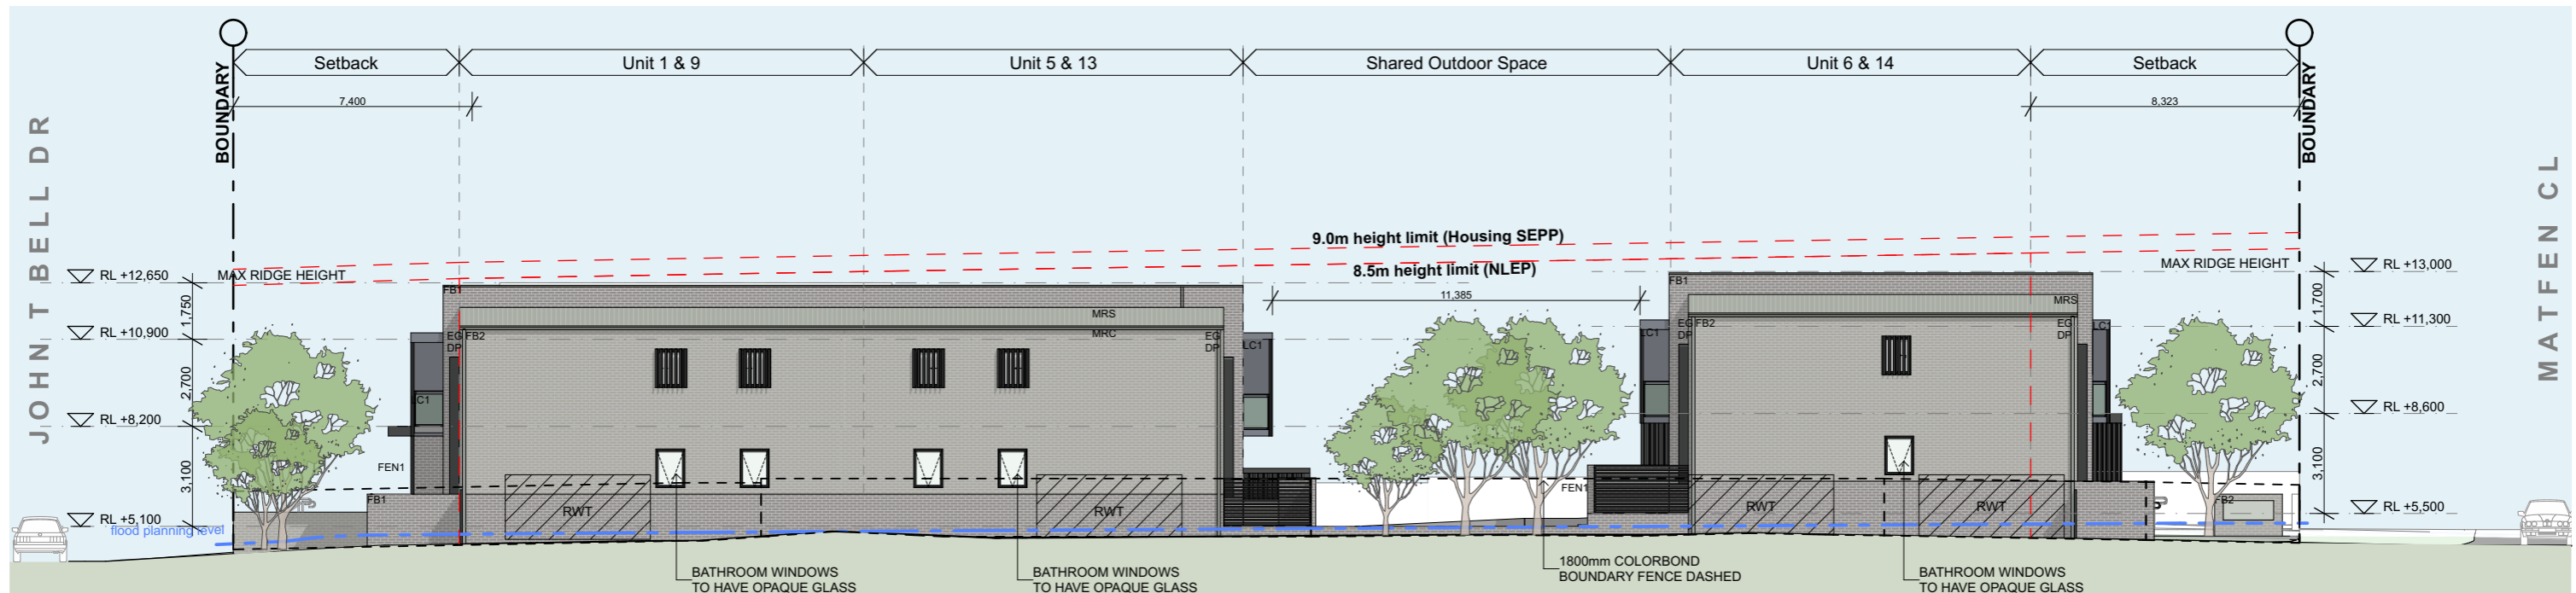 Setback
Unit 1 & 9
Unit 5 & 13
Shared Outdoor Space
Unit 6 & 14
Setback
BOUNDARY
BOUNDARY
7,400
8,323
JOHN T BELL DR
MATFEN CL
9.0m height limit (Housing SEPP)
8.5m height limit (NLEP)
RL +12,650
MAX RIDGE HEIGHT
MAX RIDGE HEIGHT
RL +13,000
FB1
FB1
11,385
1,750
1,700
MRS
MRS
RL +10,900
RL +11,300
EG
DP
FB2
MRC
EG
DP
LC1
LC1
EG
DP
FB2
EG
DP
LC1
2,700
2,700
LC1
RL +8,200
RL +8,600
FEN1
3,100
3,100
FB1
FEN1
FB2
RWT
RWT
RWT
RWT
RL +5,100
RL +5,500
flood planning level
BATHROOM WINDOWS
TO HAVE OPAQUE GLASS
BATHROOM WINDOWS
TO HAVE OPAQUE GLASS
1800mm COLORBOND
BOUNDARY FENCE DASHED
BATHROOM WINDOWS
TO HAVE OPAQUE GLASS